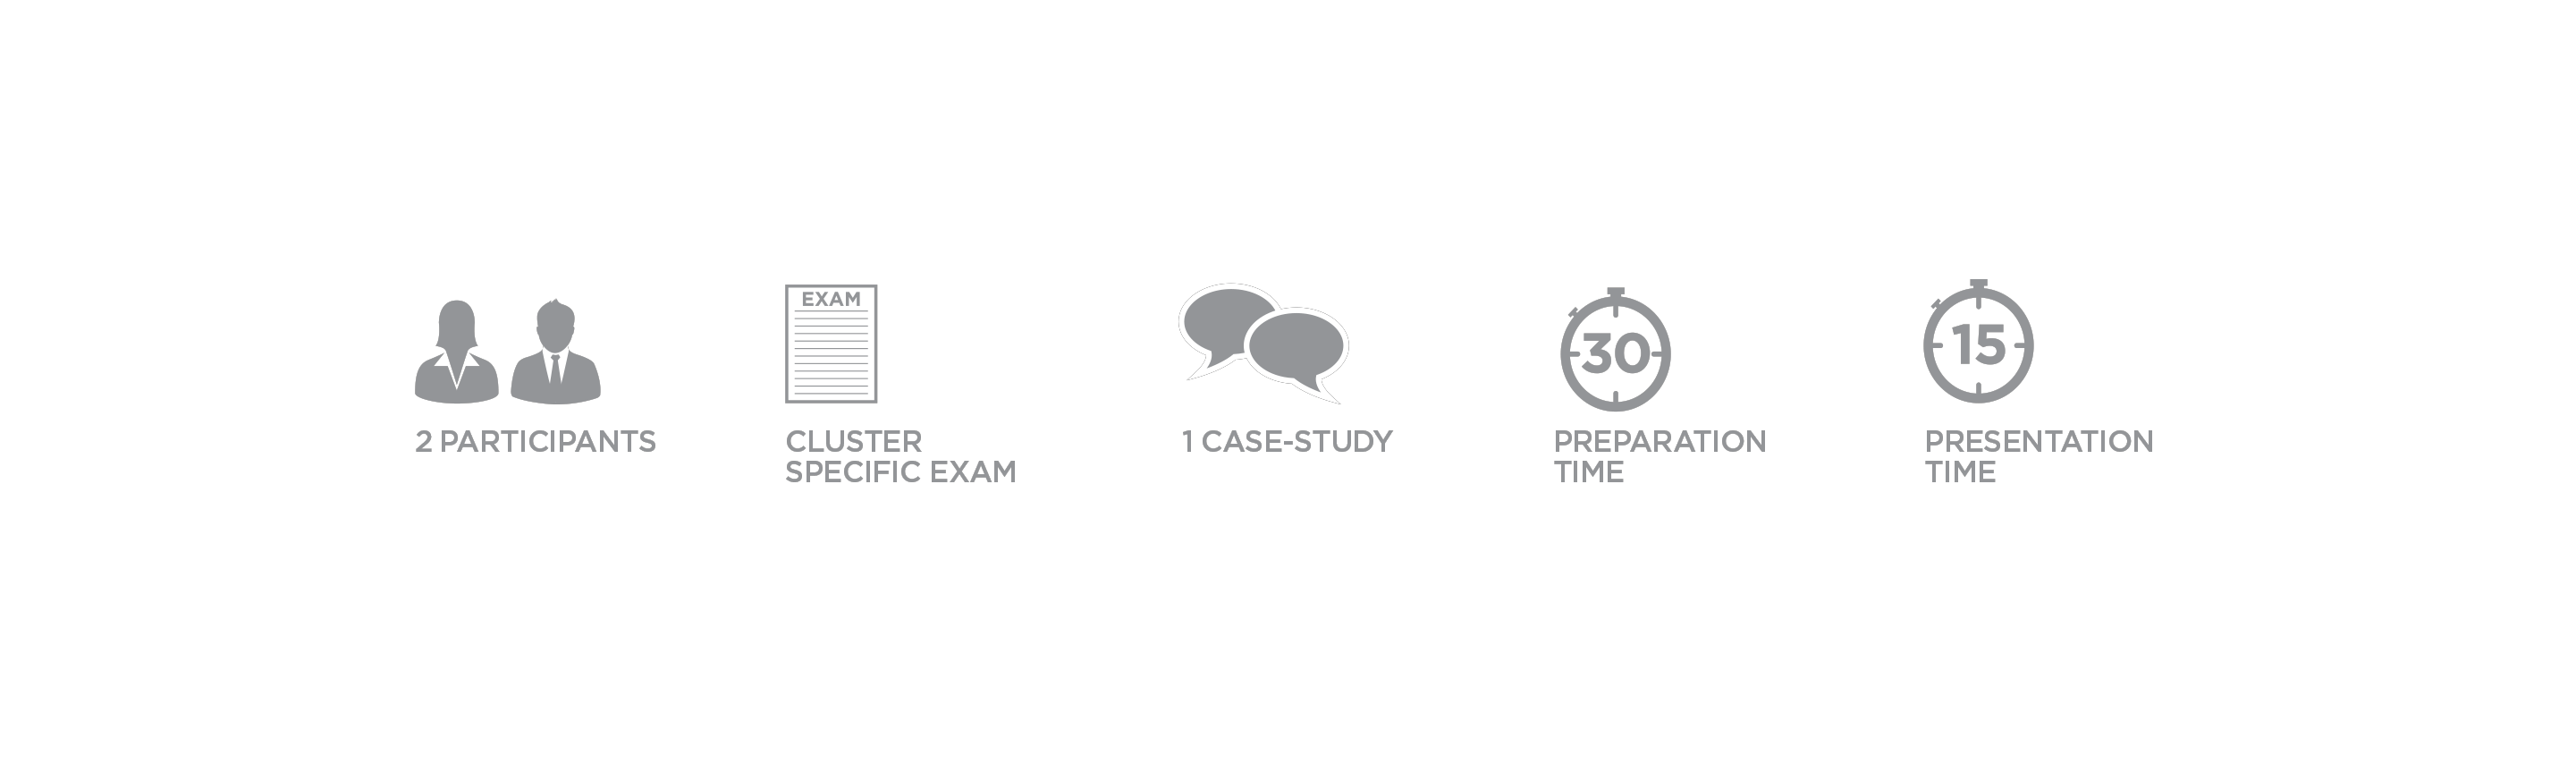 EXAM
30
15
2 PARTICIPANTS
CLUSTER
SPECIFIC EXAM
1 CASE-STUDY
PREPARATION
TIME
PRESENTATION
TIME